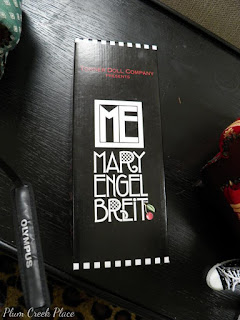 DOLL COMPANY
PRESENTS
ME
MARY
ENGEL
BREIT
OLYMPUS
Plum Creek Place